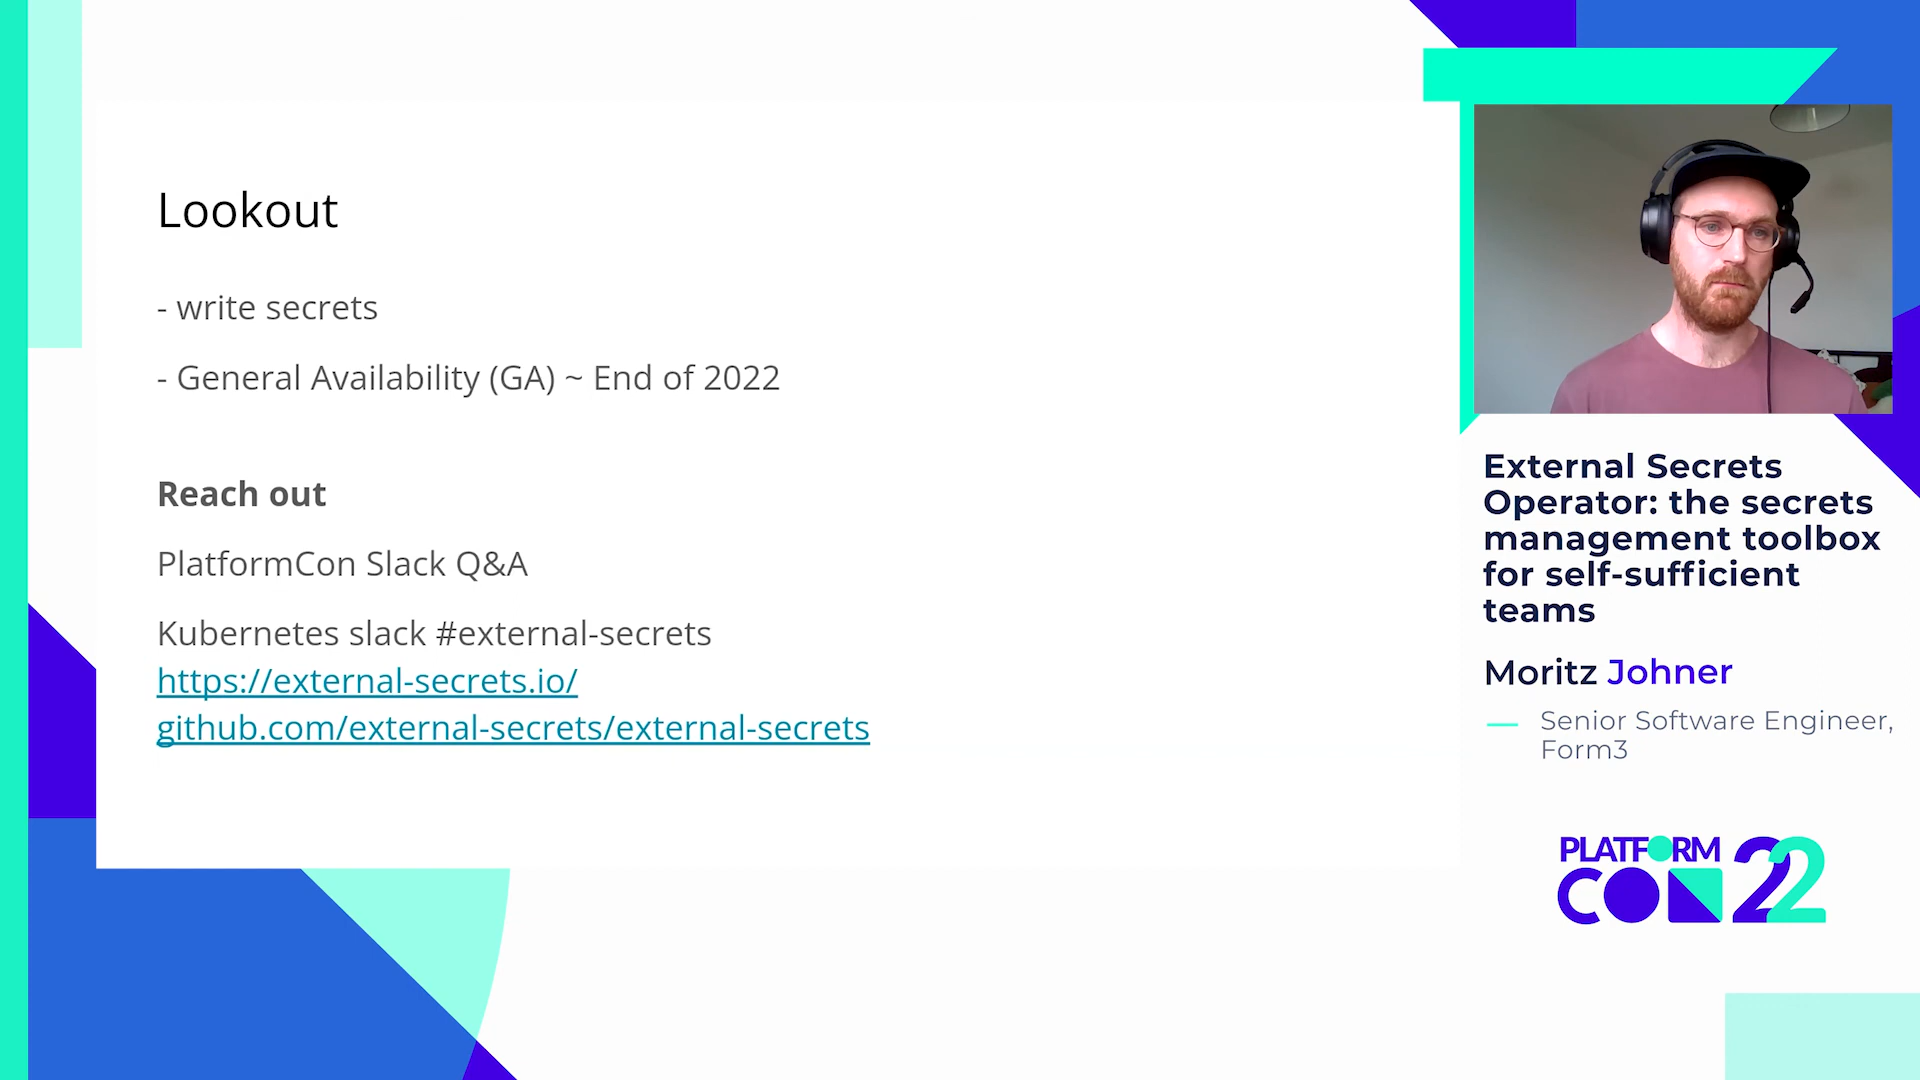 Lookout
- write secrets
- General Availability (GA) ~ End of 2022
Reach out
PlatformCon Slack Q&A
Kubernetes slack #external-secrets
https://external-secrets.io/
github.com/external-secrets/external-secrets
External Secrets
Operator: the secrets
management toolbox
for self-sufficient
teams
Moritz Johner
Senior Software Engineer,
Form3
PLATFORM
CON 22